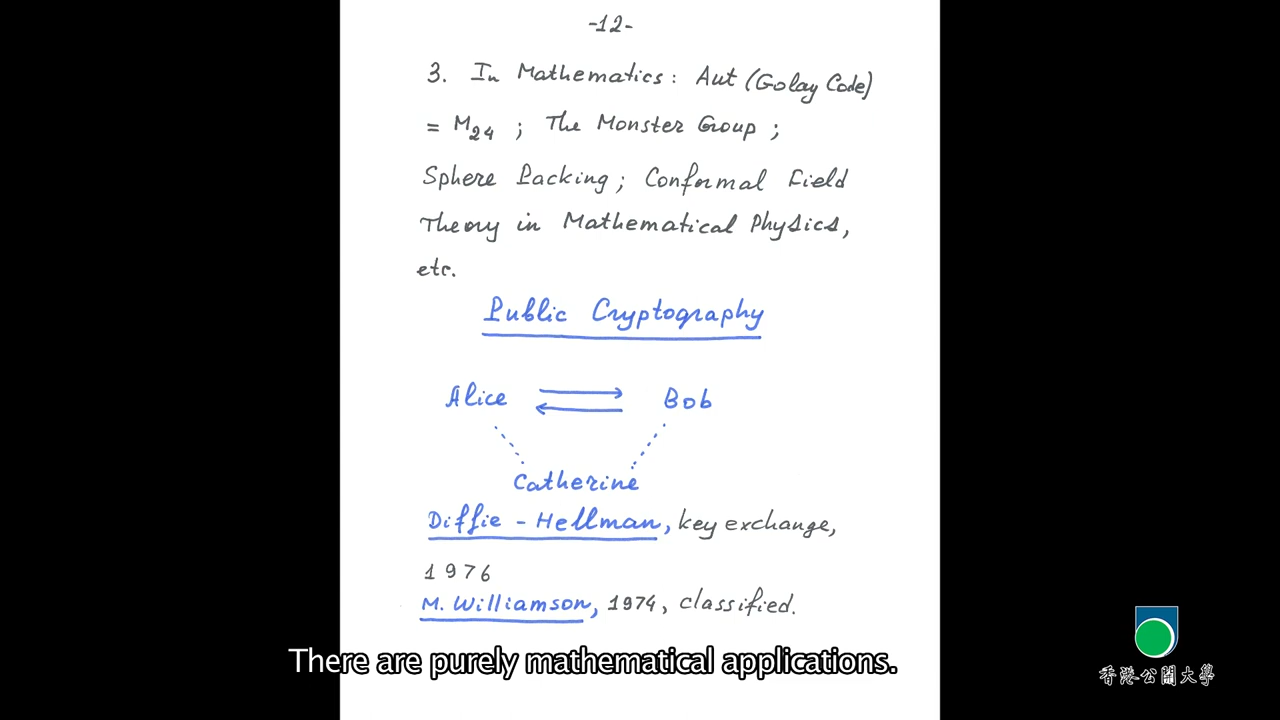 -12-
3. In Mathematics: Aut (Golay Code)
= M₂₄ ; The Monster Group ;
Sphere Packing ; Conformal Field
Theory in Mathematical Physics,
etc.
Public Cryptography
Alice ⇄ Bob
Catherine
Diffie - Hellman, key exchange,
1976
M. Williamson, 1974, classified.
There are purely mathematical applications.
香港公開大學